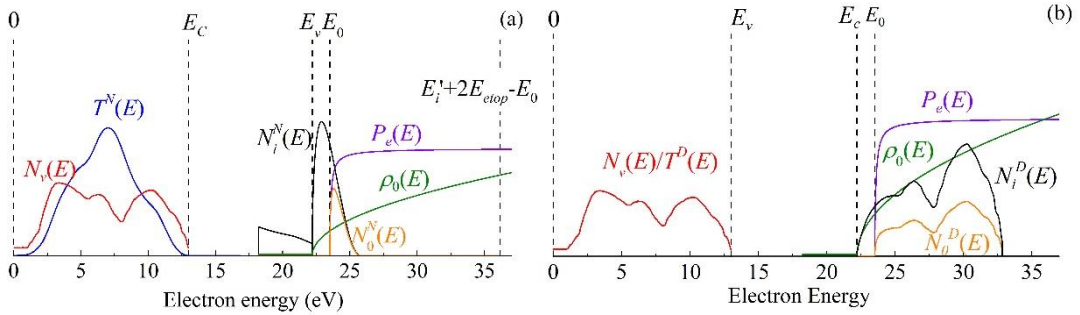 0 E_C E_v E_0 (a)
E_i'+2E_etop-E_0
T^N(E)
N_v(E)
N_i^N(E)
P_e(E)
ρ_0(E)
N_0^N(E)
0 5 10 15 20 25 30 35
Electron energy (eV)
0 E_v E_c E_0 (b)
P_e(E)
ρ_0(E)
N_v(E)/T^D(E)
N_i^D(E)
N_0^D(E)
0 5 10 15 20 25 30 35
Electron Energy